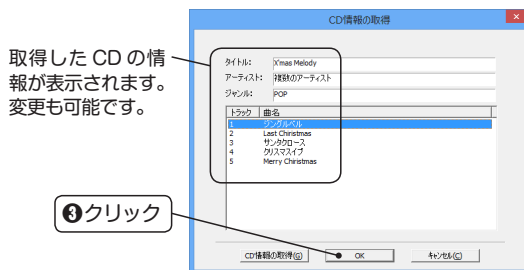 CD情報の取得
取得した CD の情
報が表示されます。
変更も可能です。
タイトル: X'mas Melody
アーティスト: 複数のアーティスト
ジャンル: POP
トラック 曲名
1 ジングルベル
2 Last Christmas
3 サンタクロース
4 クリスマスイブ
5 Merry Christmas
❸クリック
CD情報の取得(G) OK キャンセル(C)